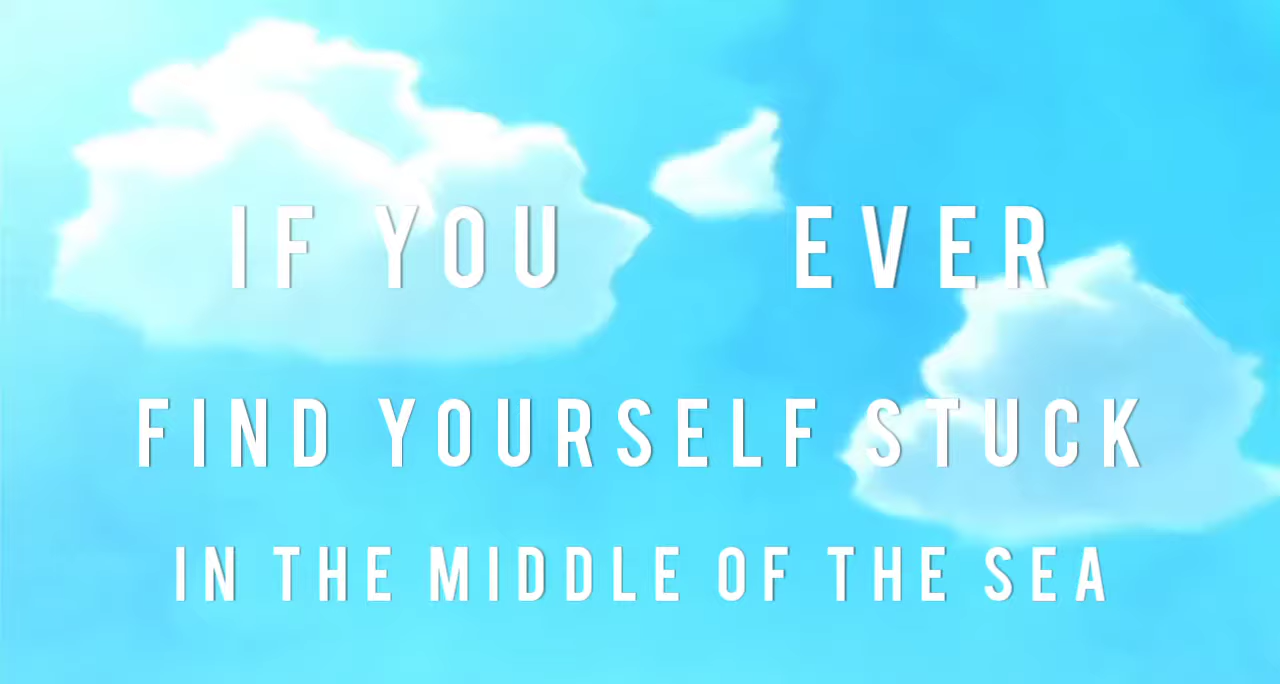 IF YOU EVER
FIND YOURSELF STUCK
IN THE MIDDLE OF THE SEA